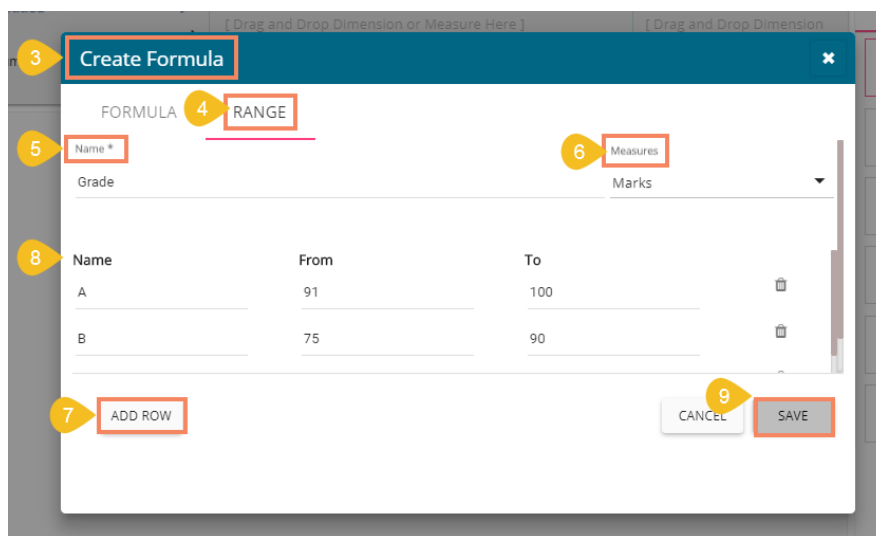 [ Drag and Drop Dimension or Measure Here ] [ Drag and Drop Dimension
3 Create Formula
FORMULA 4 RANGE
5 Name * 6 Measures
Grade Marks
8 Name From To
A 91 100
B 75 90
7 ADD ROW CANCEL 9 SAVE